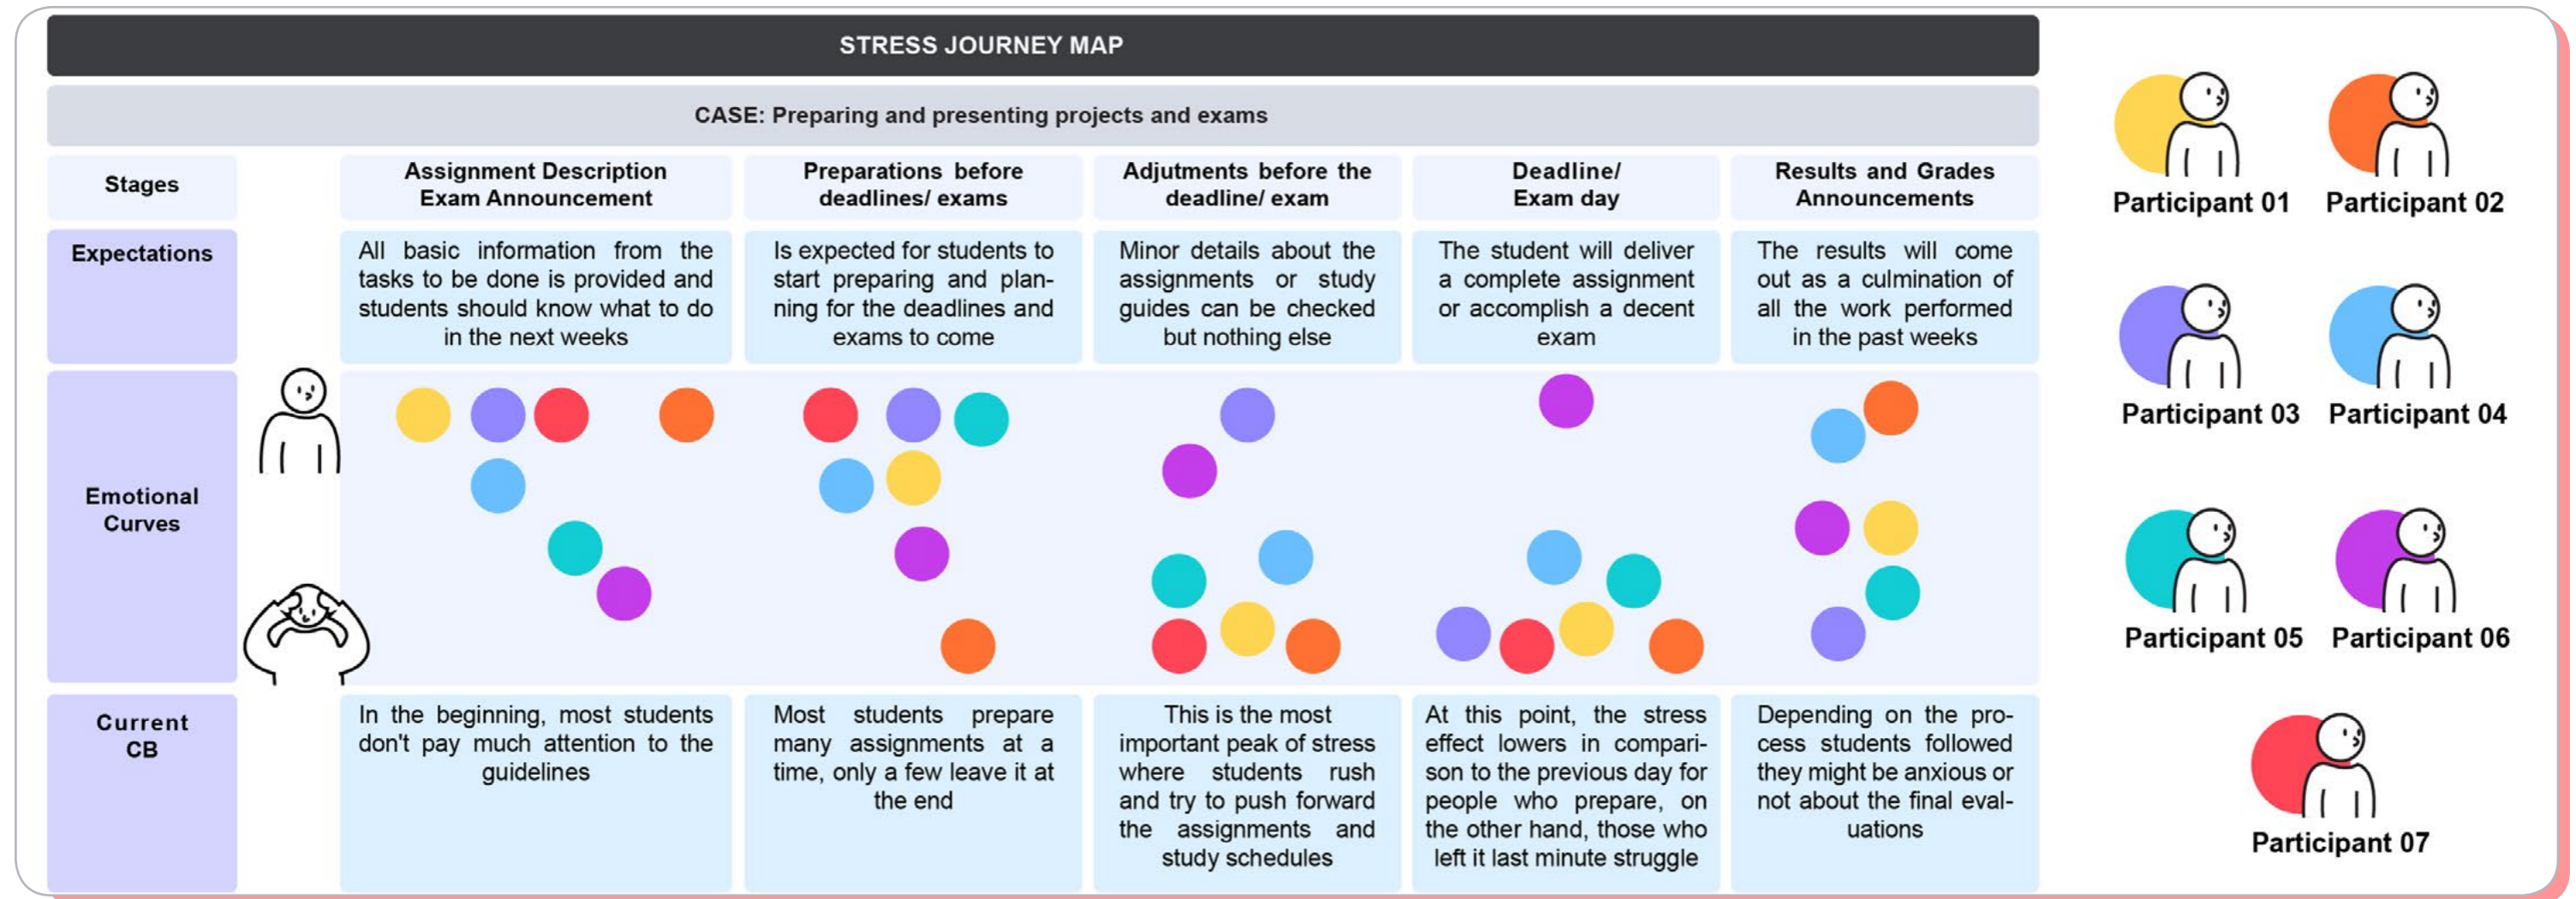 STRESS JOURNEY MAP
CASE: Preparing and presenting projects and exams
Stages
Assignment Description
Exam Announcement
Preparations before
deadlines/ exams
Adjutments before the
deadline/ exam
Deadline/
Exam day
Results and Grades
Announcements
Expectations
All basic information from the
tasks to be done is provided and
students should know what to do
in the next weeks
Is expected for students to
start preparing and plan-
ning for the deadlines and
exams to come
Minor details about the
assignments or study
guides can be checked
but nothing else
The student will deliver
a complete assignment
or accomplish a decent
exam
The results will come
out as a culmination of
all the work performed
in the past weeks
Emotional
Curves
Current
CB
In the beginning, most students
don't pay much attention to the
guidelines
Most students prepare
many assignments at a
time, only a few leave it at
the end
This is the most
important peak of stress
where students rush
and try to push forward
the assignments and
study schedules
At this point, the stress
effect lowers in compari-
son to the previous day for
people who prepare, on
the other hand, those who
left it last minute struggle
Depending on the pro-
cess students followed
they might be anxious or
not about the final eval-
uations
Participant 01
Participant 02
Participant 03
Participant 04
Participant 05
Participant 06
Participant 07